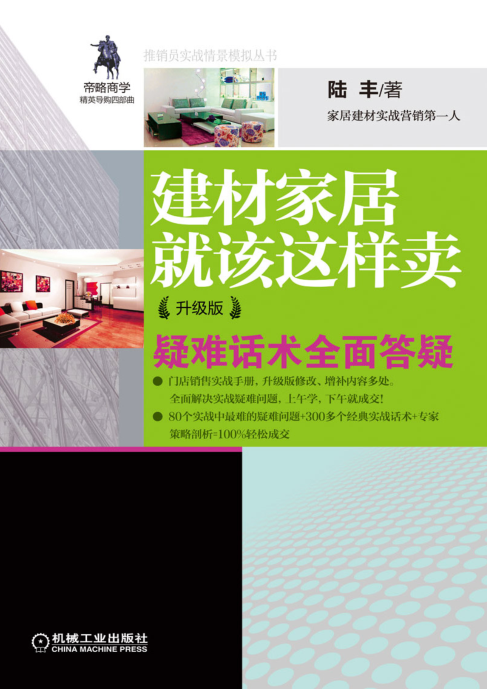 推销员实战情景模拟丛书
帝略商学
精英导购四部曲
陆 丰/著
家居建材实战营销第一人
建材家居
就该这样卖
升级版
疑难话术全面答疑
● 门店销售实战手册，升级版修改、增补内容多处。
全面解决实战疑难问题，上午学，下午就成交！
● 80个实战中最难的疑难问题+300多个经典实战话术+专家
策略剖析=100%轻松成交
机械工业出版社
CHINA MACHINE PRESS